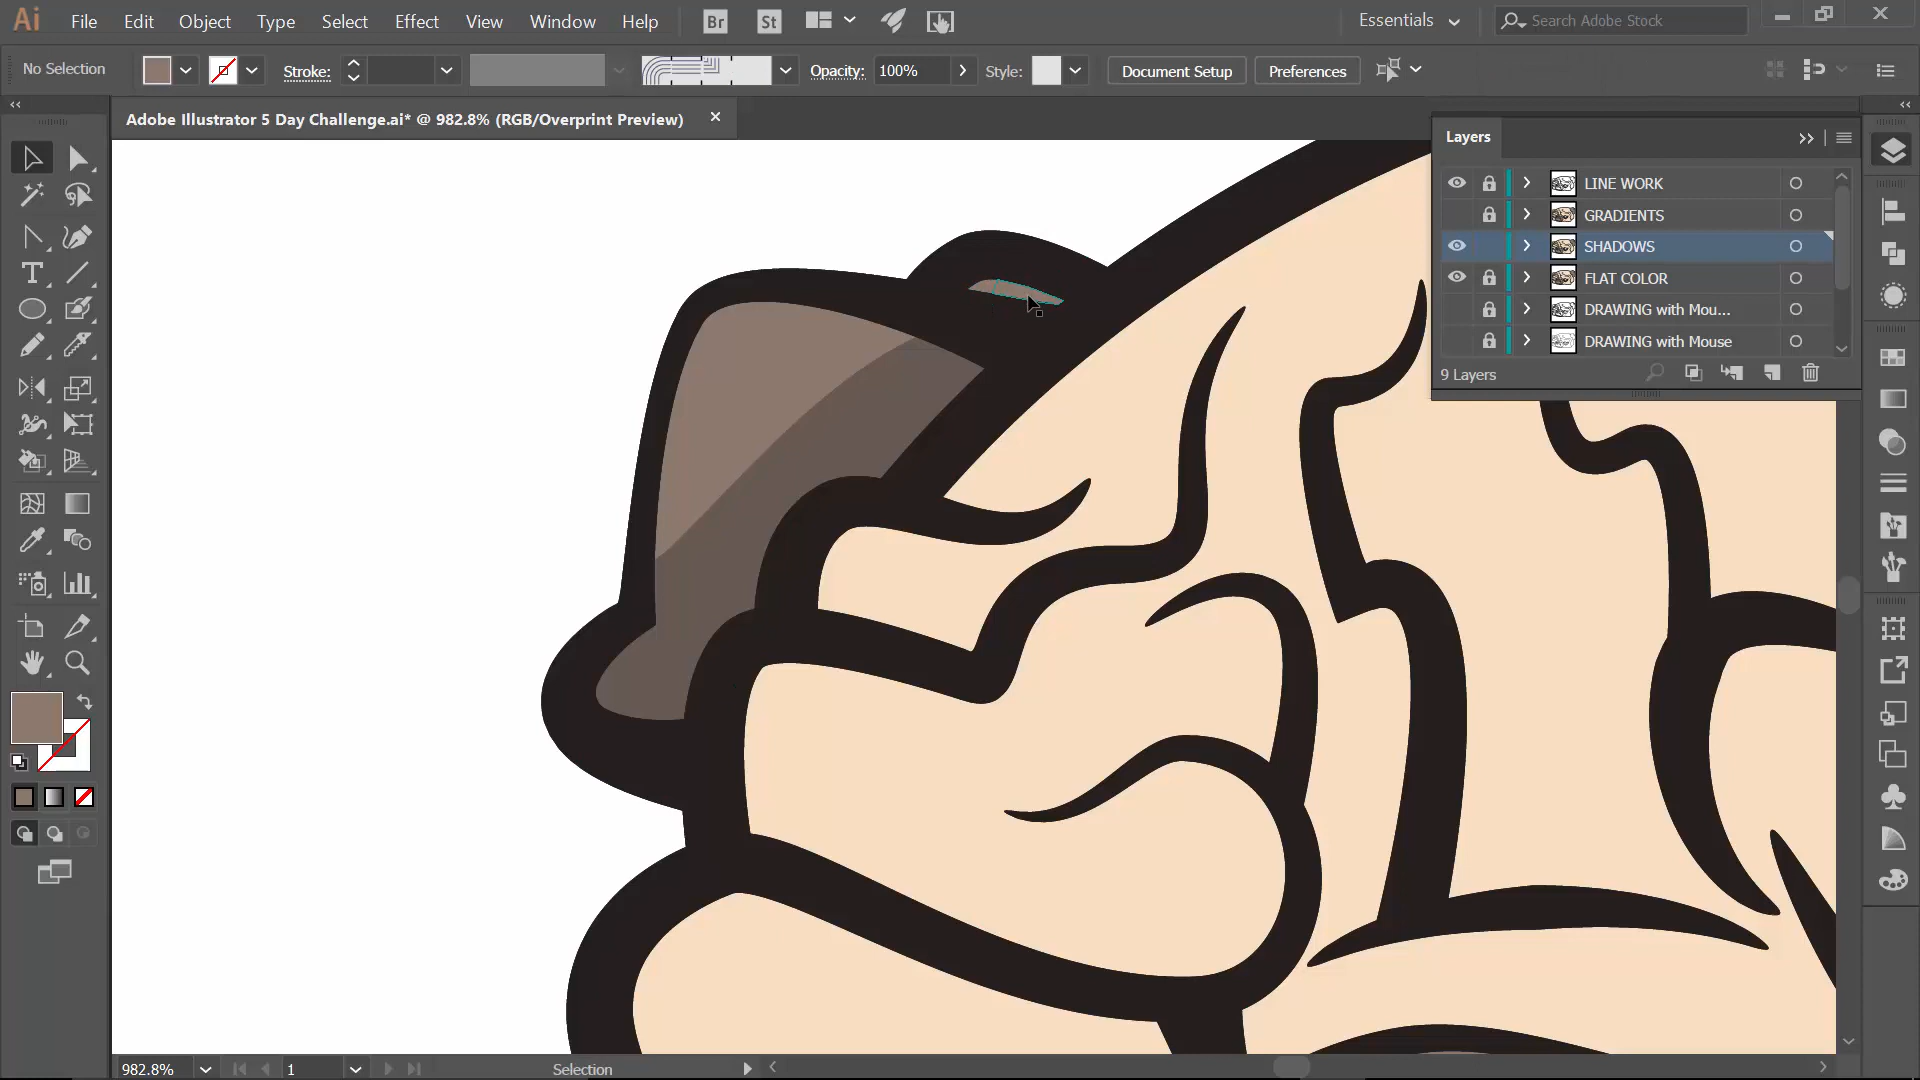 Ai File Edit Object Type Select Effect View Window Help Br St Essentials Search Adobe Stock
No Selection Stroke: Opacity: 100% Style: Document Setup Preferences
Adobe Illustrator 5 Day Challenge.ai* @ 982.8% (RGB/Overprint Preview)
Layers
LINE WORK
GRADIENTS
SHADOWS
FLAT COLOR
DRAWING with Mou...
DRAWING with Mouse
9 Layers
982.8% 1 Selection